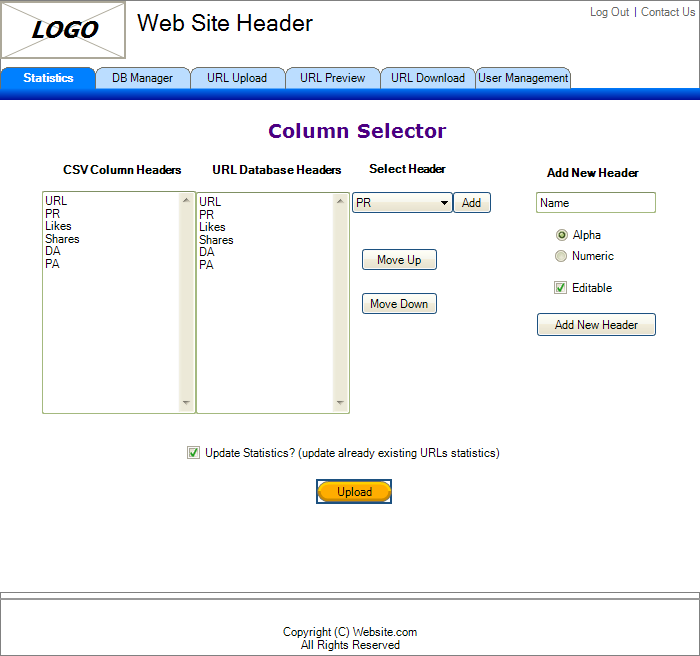 LOGO
Web Site Header
Log Out | Contact Us
Statistics
DB Manager
URL Upload
URL Preview
URL Download
User Management
Column Selector
CSV Column Headers
URL Database Headers
Select Header
Add New Header
URL
PR
Likes
Shares
DA
PA
URL
PR
Likes
Shares
DA
PA
PR
Add
Move Up
Move Down
Name
Alpha
Numeric
Editable
Add New Header
Update Statistics? (update already existing URLs statistics)
Upload
Copyright (C) Website.com
All Rights Reserved